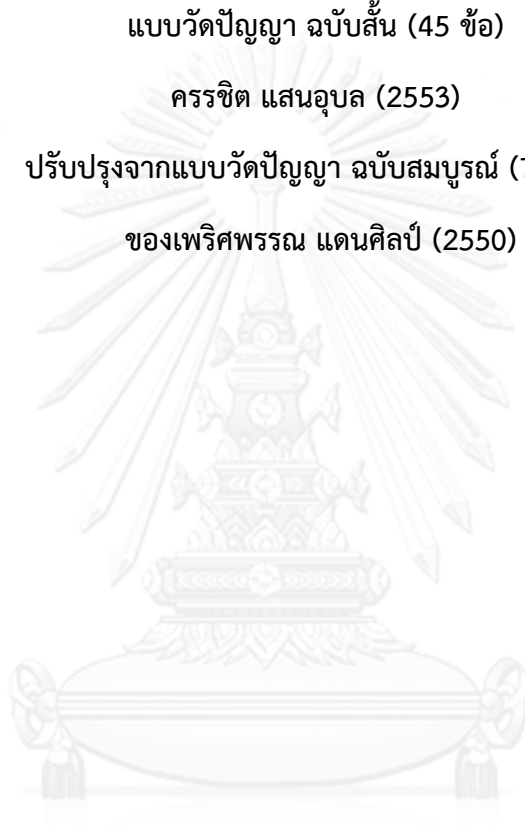 แบบวัดปัญญา ฉบับสั้น (45 ข้อ)
ครรชิต แสนอุบล (2553)
ปรับปรุงจากแบบวัดปัญญา ฉบับสมบูรณ์
ของเพริศพรรณ แดนศิลป์ (2550)